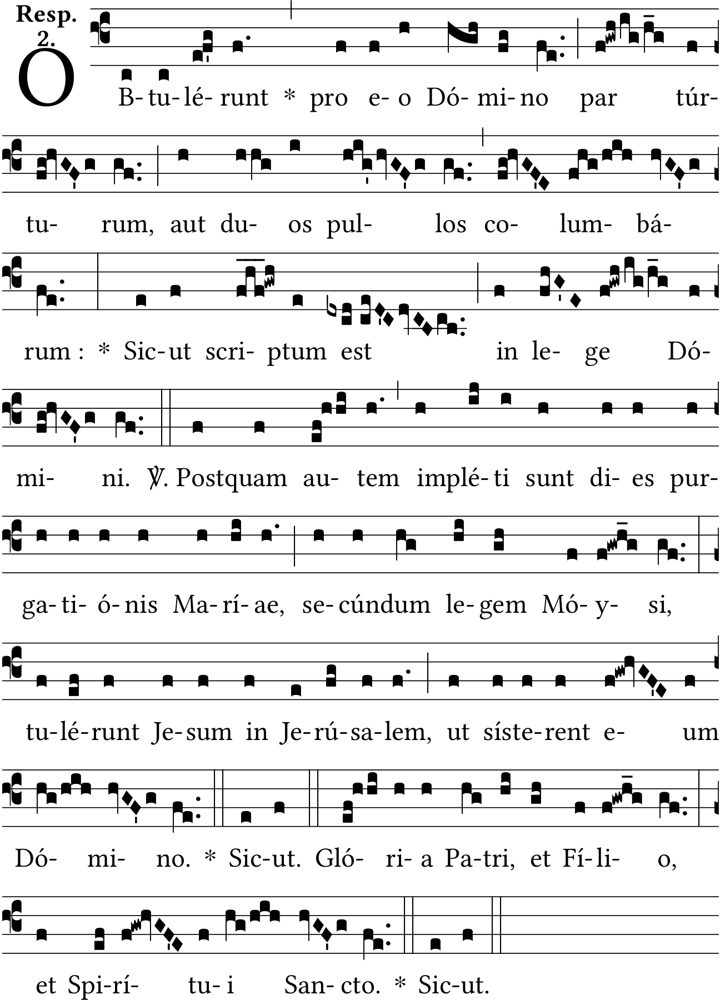 Resp.
2.
OB-tu-lé-runt * pro e-o Dó-mi-no par túr-
tu-rum, aut du-os pul-los co-lum-bá-
rum : * Sic-ut scri-ptum est in le-ge Dó-
mi-ni. ℣. Postquam au-tem implé-ti sunt di-es pur-
ga-ti-ó-nis Ma-rí-ae, se-cúndum le-gem Mó-y-si,
tu-lé-runt Je-sum in Je-rú-sa-lem, ut síste-rent e-um
Dó-mi-no. * Sic-ut. Gló-ri-a Pa-tri, et Fí-li-o,
et Spi-rí-tu-i San-cto. * Sic-ut.